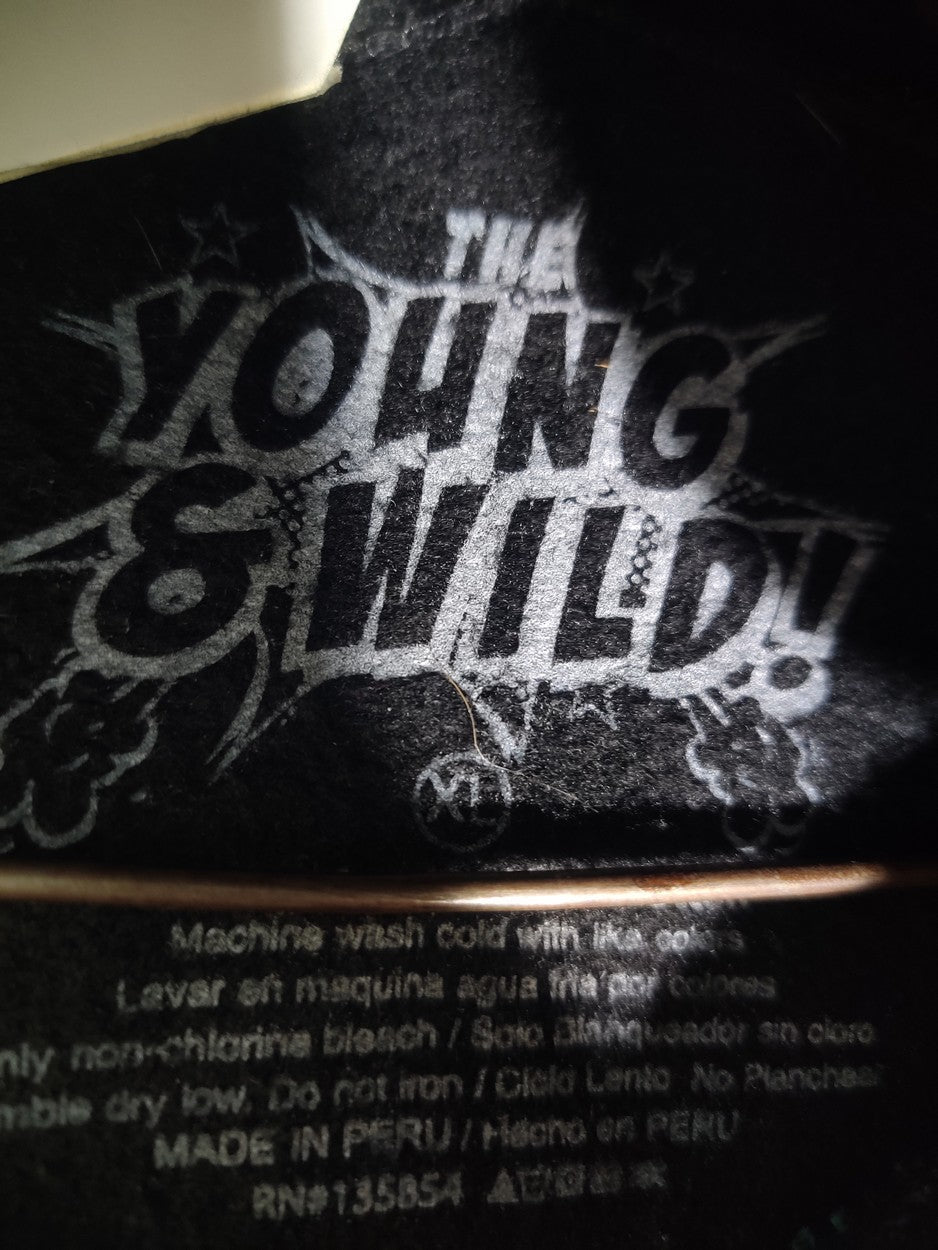 THE
YOUNG
& WILD!
XL
Machine wash cold with like colors
Lavar en maquina agua fria por colores
nly non-chlorine bleach / Solo Blanqueador sin cloro
mble dry low. Do not iron / Ciclo Lento No Planchear
MADE IN PERU / Hecho en PERU
RN#135854